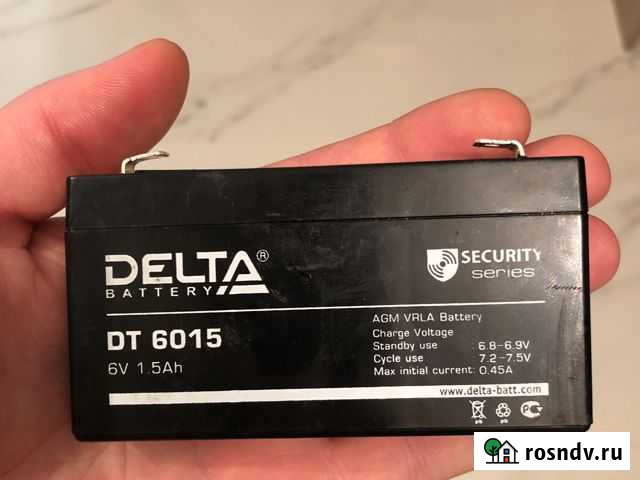 DELTA®
BATTERY
SECURITY
series
DT 6015
6V 1.5Ah
AGM VRLA Battery
Charge Voltage
Standby use : 6.8-6.9V
Cycle use : 7.2-7.5V
Max initial current: 0.45A
www.delta-batt.com
Pb
rosndv.ru